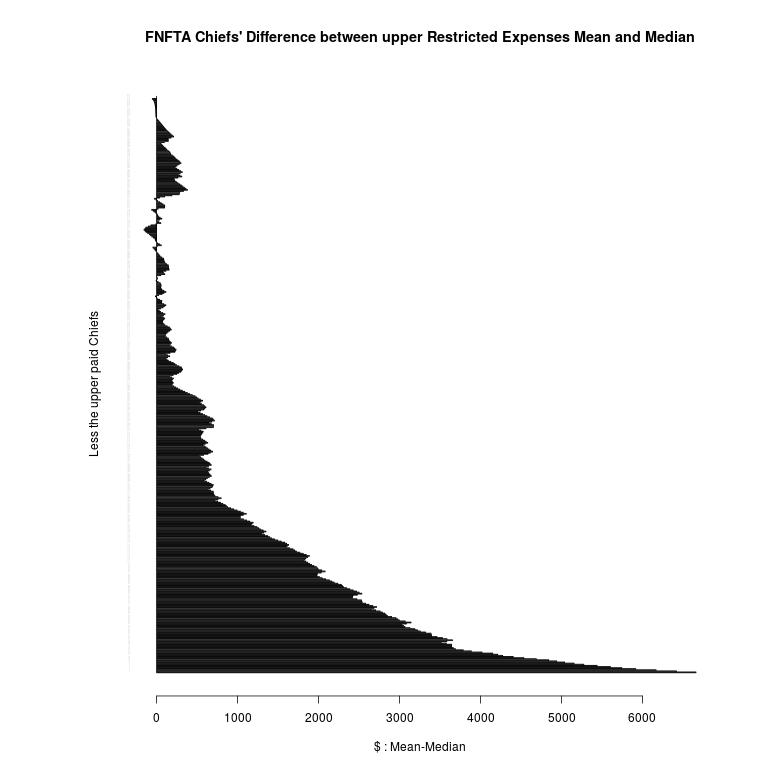 FNFTA Chiefs' Difference between upper Restricted Expenses Mean and Median
Less the upper paid Chiefs
0 1000 2000 3000 4000 5000 6000
$ : Mean-Median